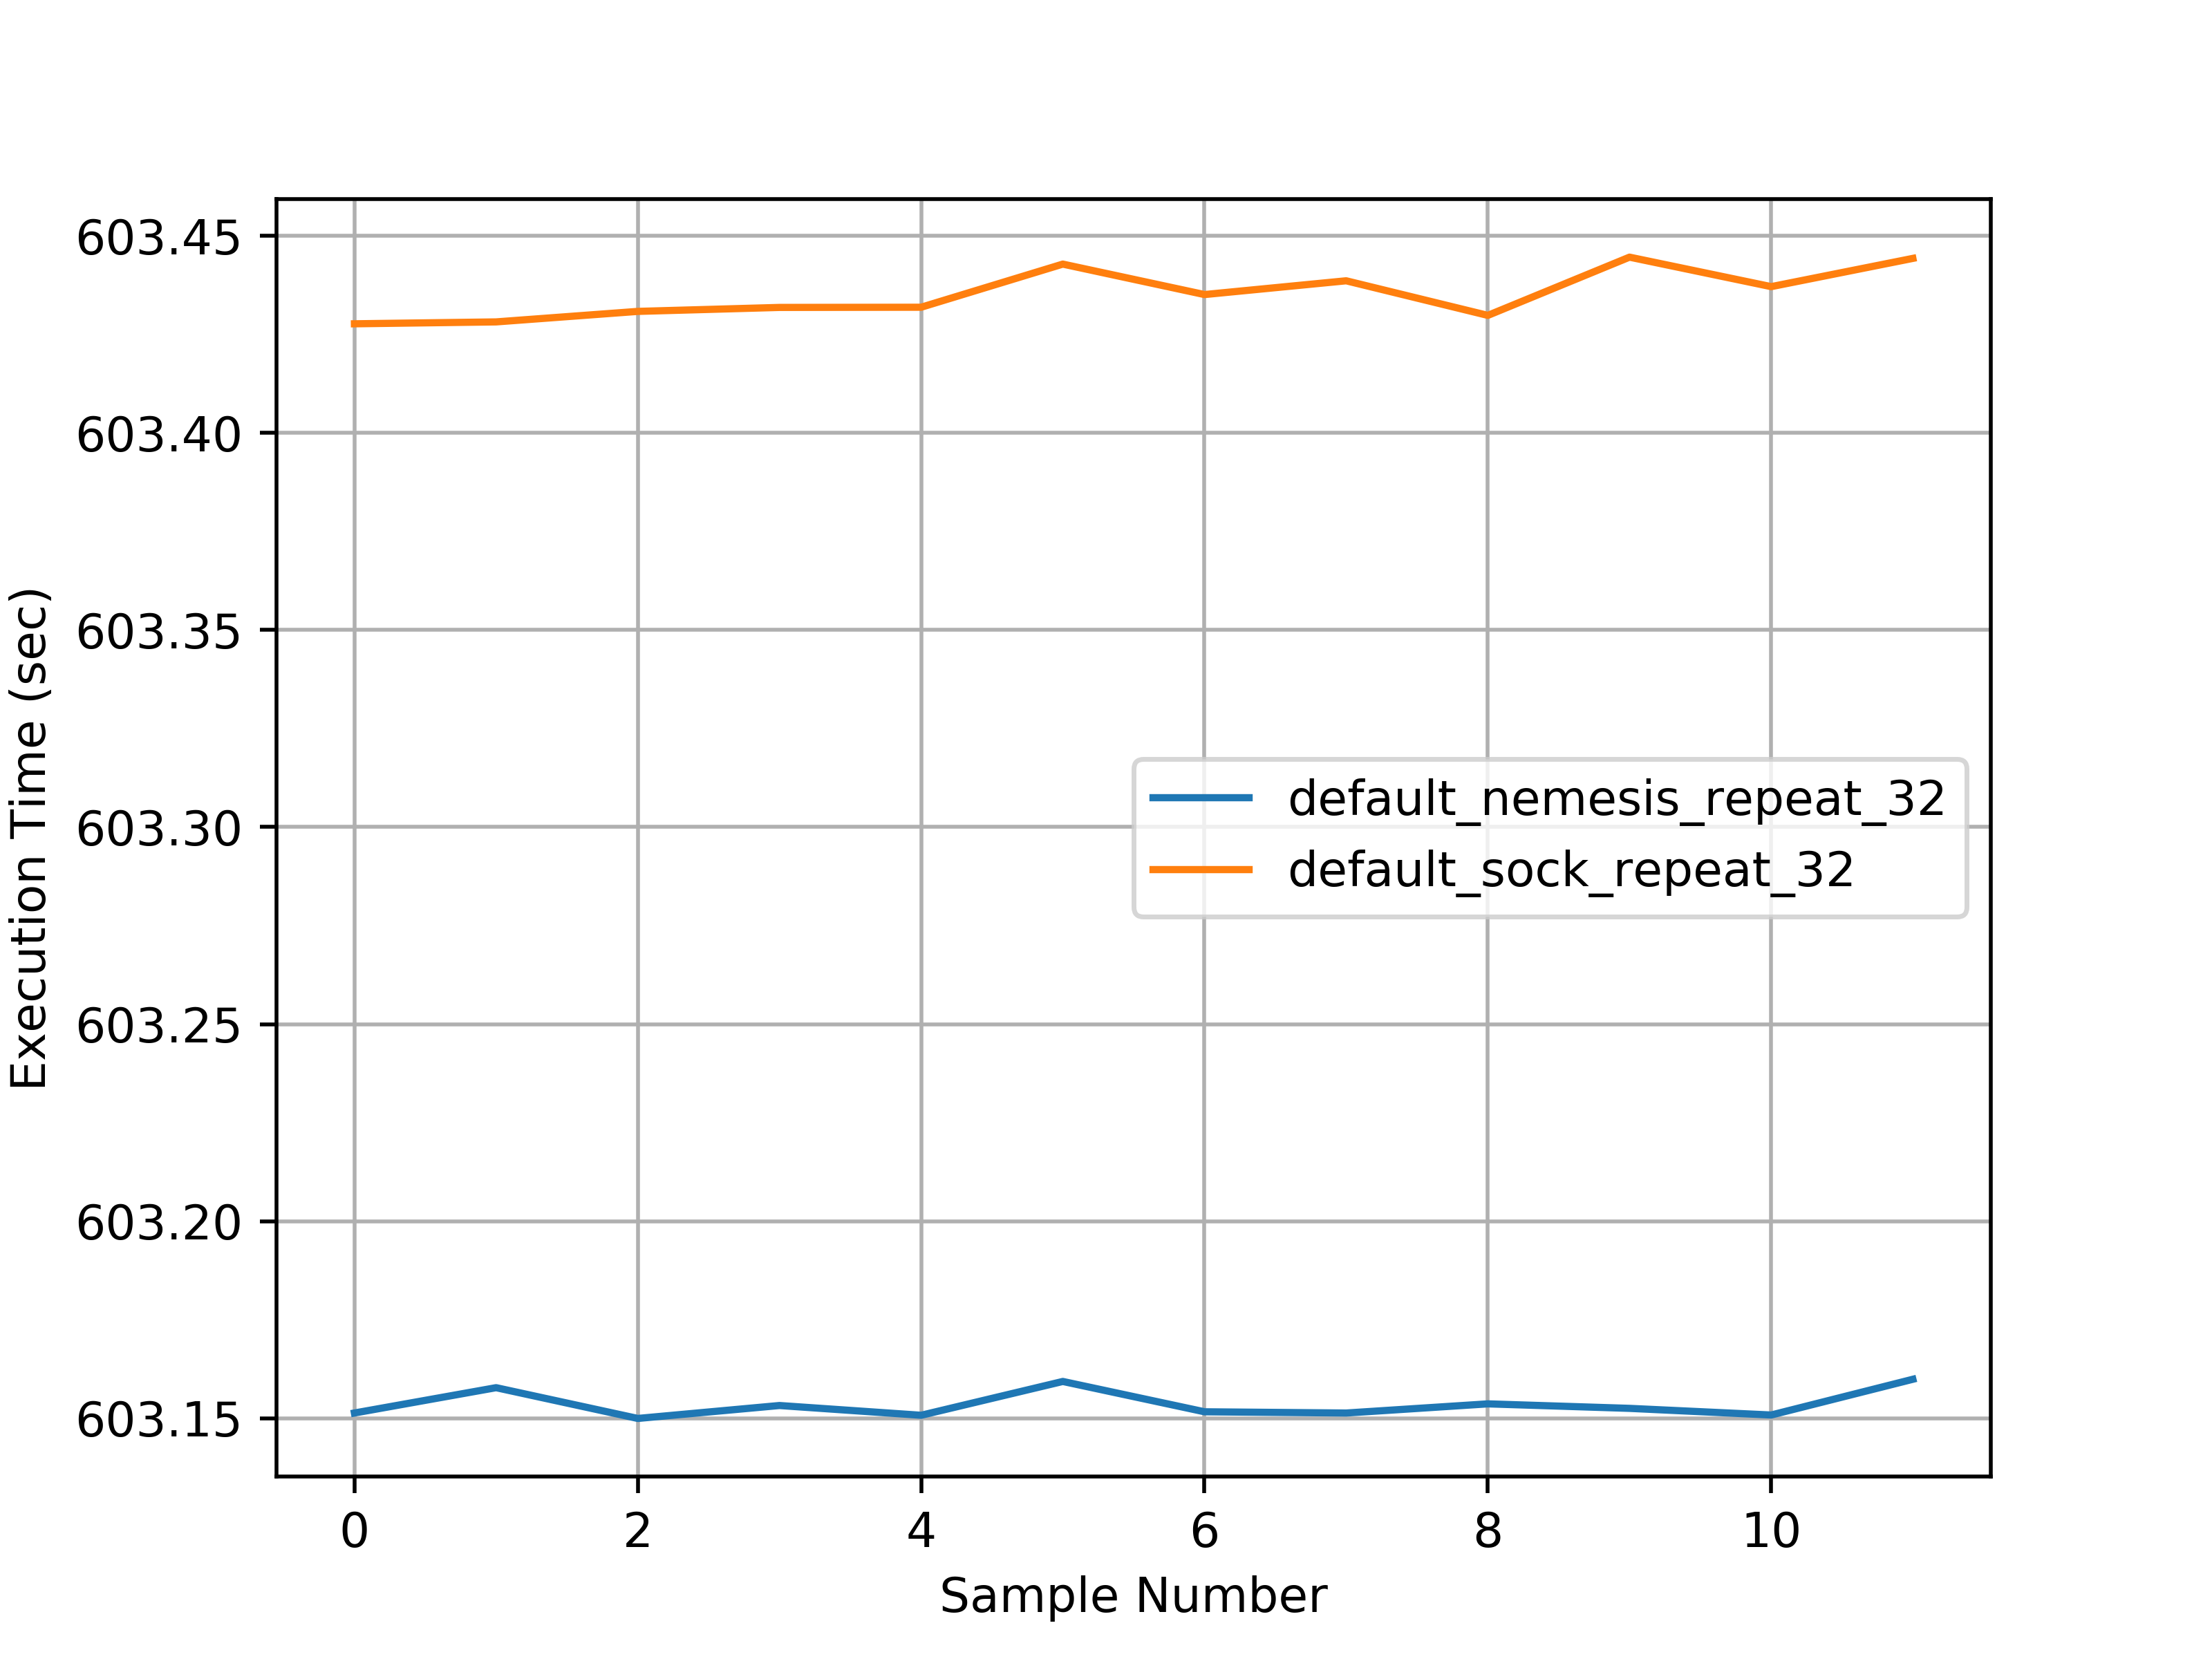 603.45
603.40
603.35
603.30
603.25
603.20
603.15
Execution Time (sec)
default_nemesis_repeat_32
default_sock_repeat_32
0 2 4 6 8 10
Sample Number